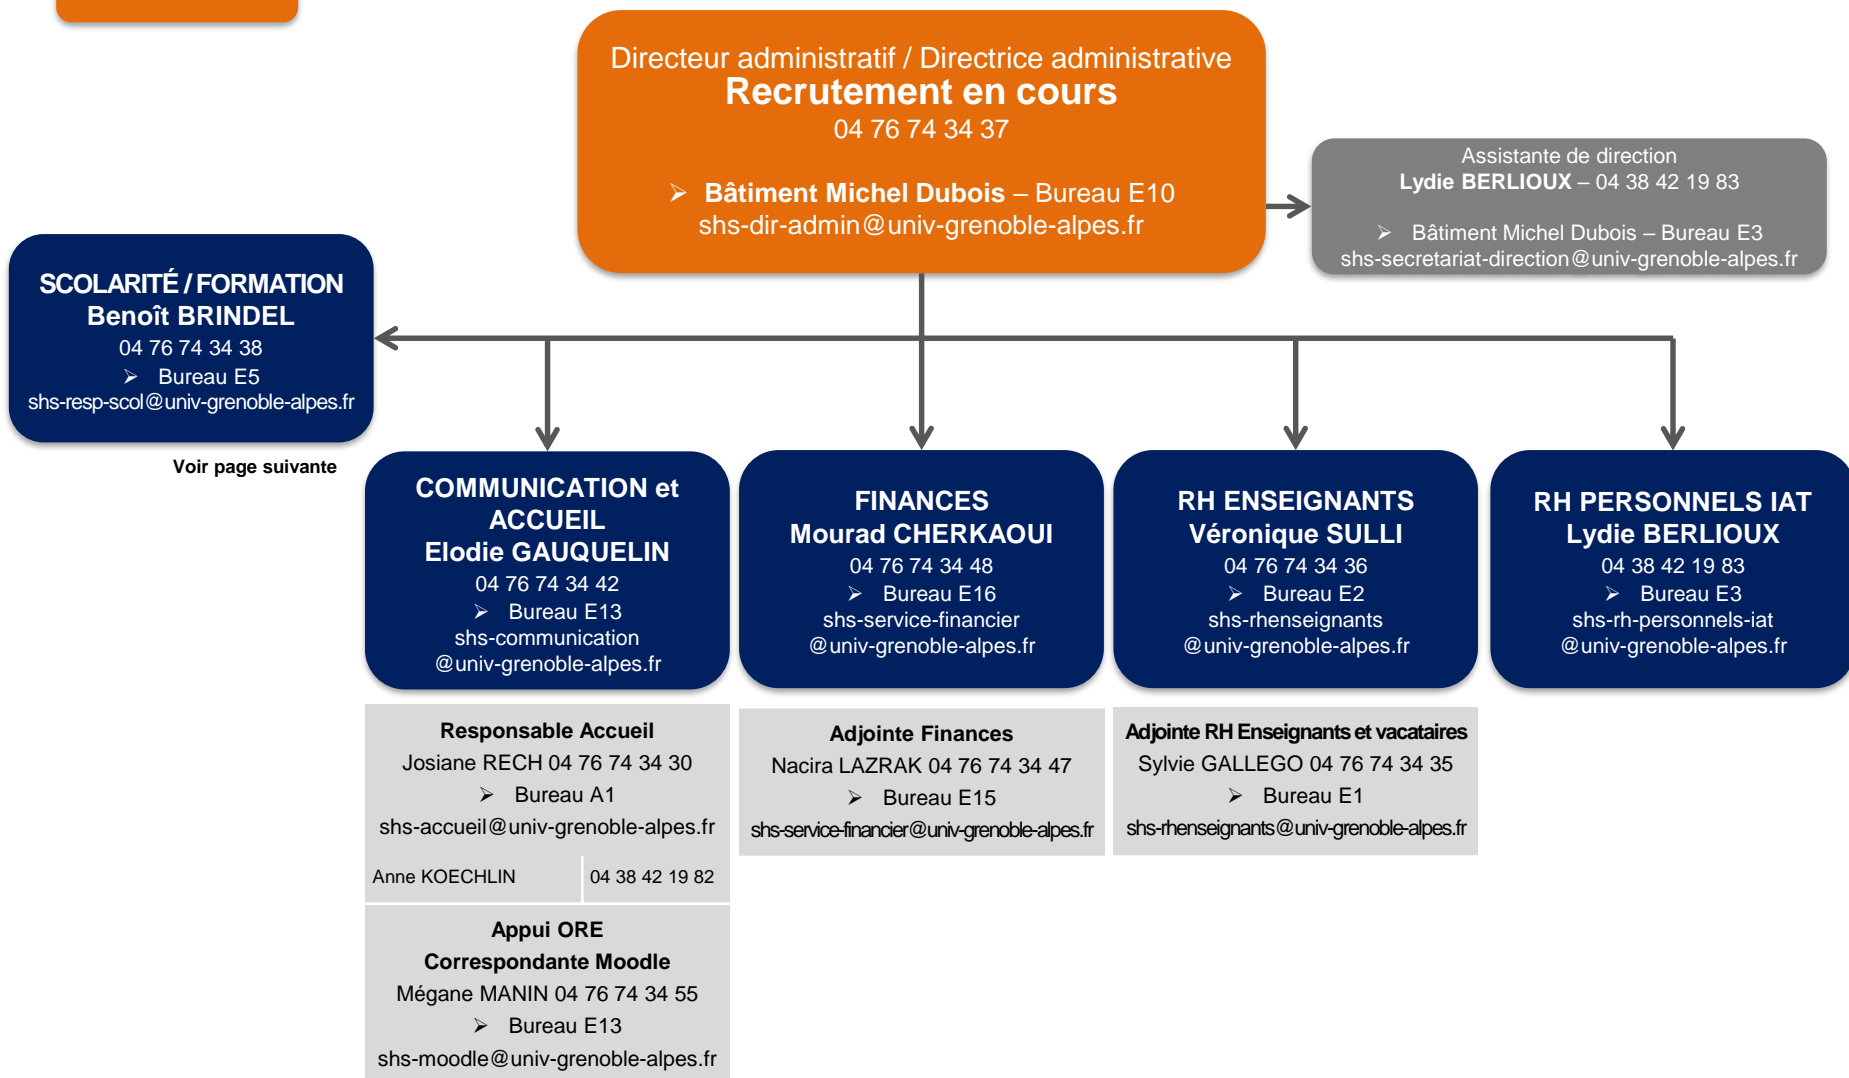 Directeur administratif / Directrice administrative
Recrutement en cours
04 76 74 34 37
➢ Bâtiment Michel Dubois – Bureau E10
shs-dir-admin@univ-grenoble-alpes.fr
Assistante de direction
Lydie BERLIOUX – 04 38 42 19 83
➢ Bâtiment Michel Dubois – Bureau E3
shs-secretariat-direction@univ-grenoble-alpes.fr
SCOLARITÉ / FORMATION
Benoît BRINDEL
04 76 74 34 38
➢ Bureau E5
shs-resp-scol@univ-grenoble-alpes.fr
Voir page suivante
COMMUNICATION et
ACCUEIL
Elodie GAUQUELIN
04 76 74 34 42
➢ Bureau E13
shs-communication
@univ-grenoble-alpes.fr
FINANCES
Mourad CHERKAOUI
04 76 74 34 48
➢ Bureau E16
shs-service-financier
@univ-grenoble-alpes.fr
RH ENSEIGNANTS
Véronique SULLI
04 76 74 34 36
➢ Bureau E2
shs-rhenseignants
@univ-grenoble-alpes.fr
RH PERSONNELS IAT
Lydie BERLIOUX
04 38 42 19 83
➢ Bureau E3
shs-rh-personnels-iat
@univ-grenoble-alpes.fr
Responsable Accueil
Josiane RECH 04 76 74 34 30
➢ Bureau A1
shs-accueil@univ-grenoble-alpes.fr
Anne KOECHLIN 04 38 42 19 82
Appui ORE
Correspondante Moodle
Mégane MANIN 04 76 74 34 55
➢ Bureau E13
shs-moodle@univ-grenoble-alpes.fr
Adjointe Finances
Nacira LAZRAK 04 76 74 34 47
➢ Bureau E15
shs-service-financier@univ-grenoble-alpes.fr
Adjointe RH Enseignants et vacataires
Sylvie GALLEGO 04 76 74 34 35
➢ Bureau E1
shs-rhenseignants@univ-grenoble-alpes.fr